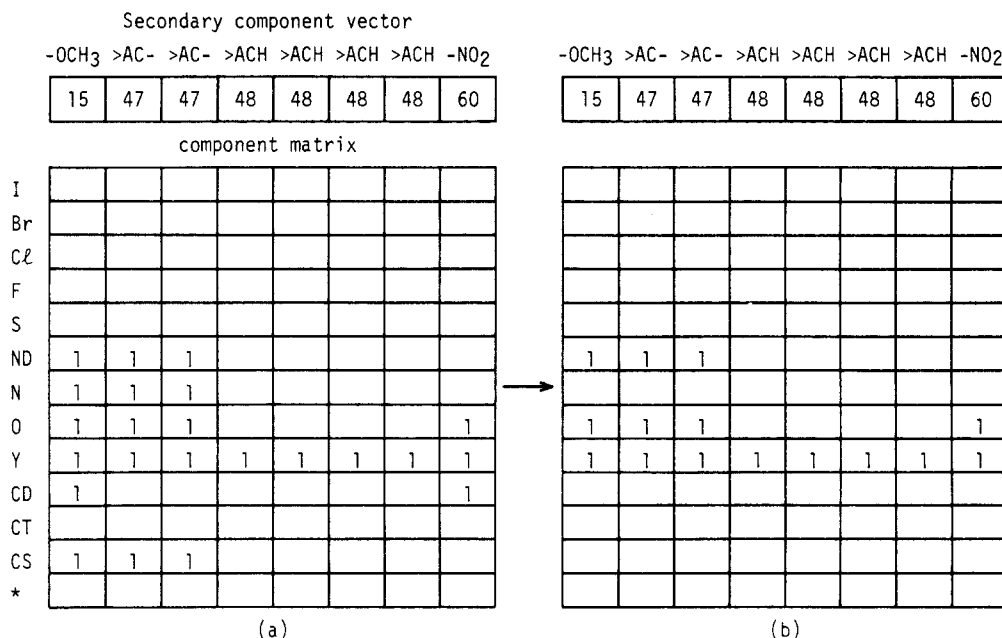 Secondary component vector
-OCH3 >AC- >AC- >ACH >ACH >ACH >ACH -NO2
15 47 47 48 48 48 48 60
component matrix
I
Br
Cℓ
F
S
ND 1 1 1
N 1 1 1
O 1 1 1 1
Y 1 1 1 1 1 1 1 1
CD 1 1
CT
CS 1 1 1
*
(a)
-OCH3 >AC- >AC- >ACH >ACH >ACH >ACH -NO2
15 47 47 48 48 48 48 60
1 1 1
1 1 1 1
1 1 1 1 1 1 1 1
(b)